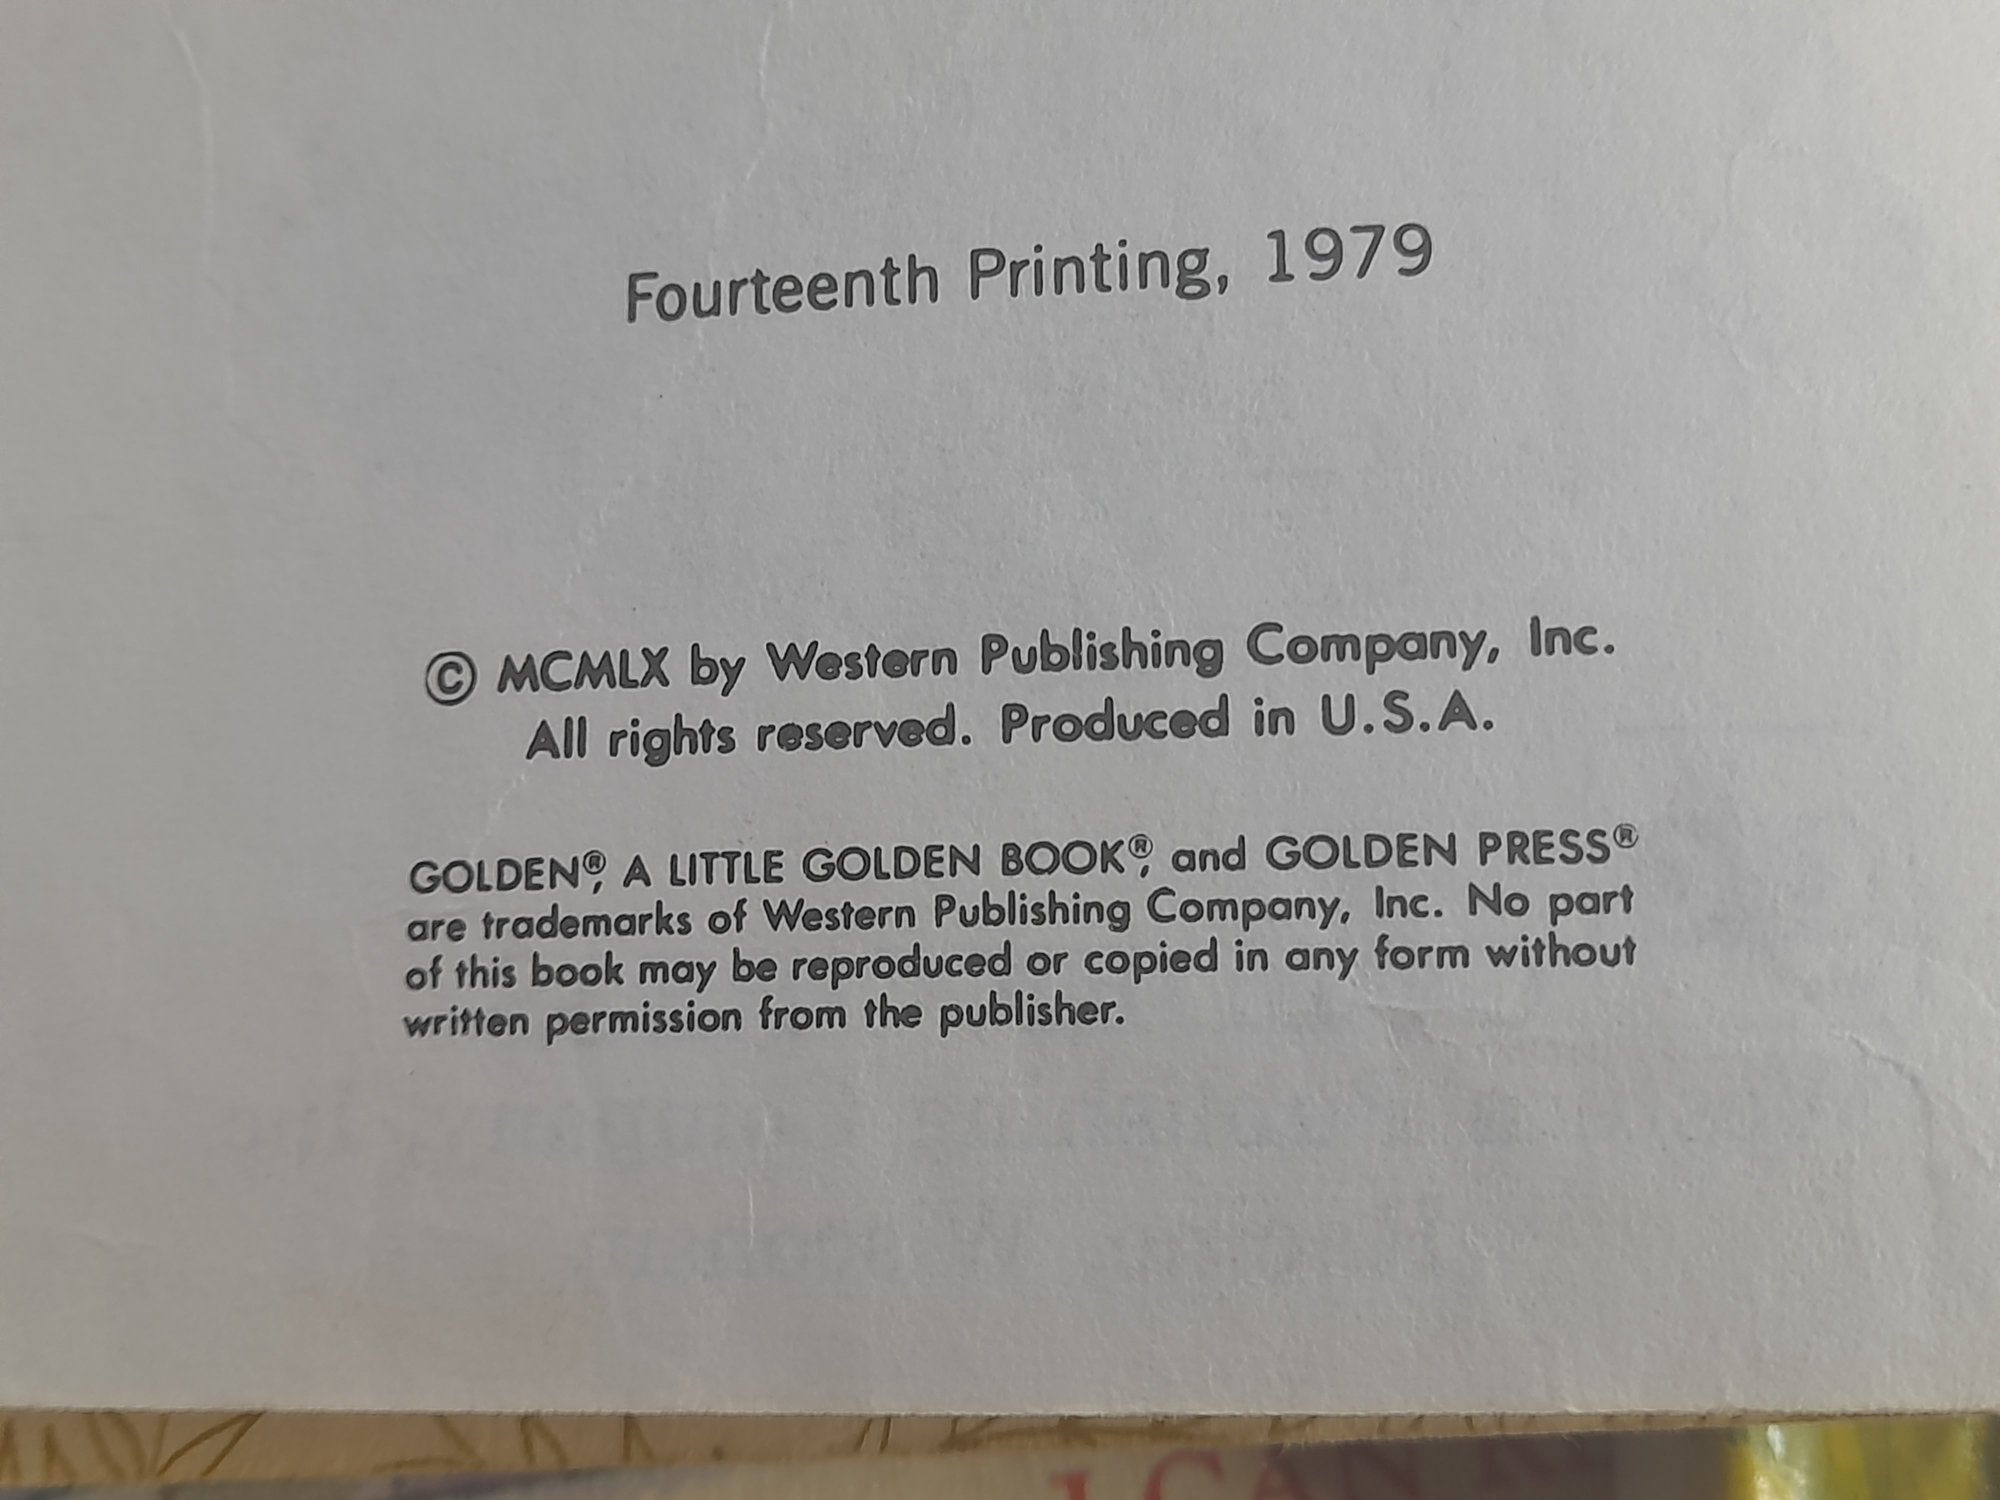 Fourteenth Printing, 1979
© MCMLX by Western Publishing Company, Inc.
All rights reserved. Produced in U.S.A.
GOLDEN®, A LITTLE GOLDEN BOOK®, and GOLDEN PRESS®
are trademarks of Western Publishing Company, Inc. No part
of this book may be reproduced or copied in any form without
written permission from the publisher.
I CAN